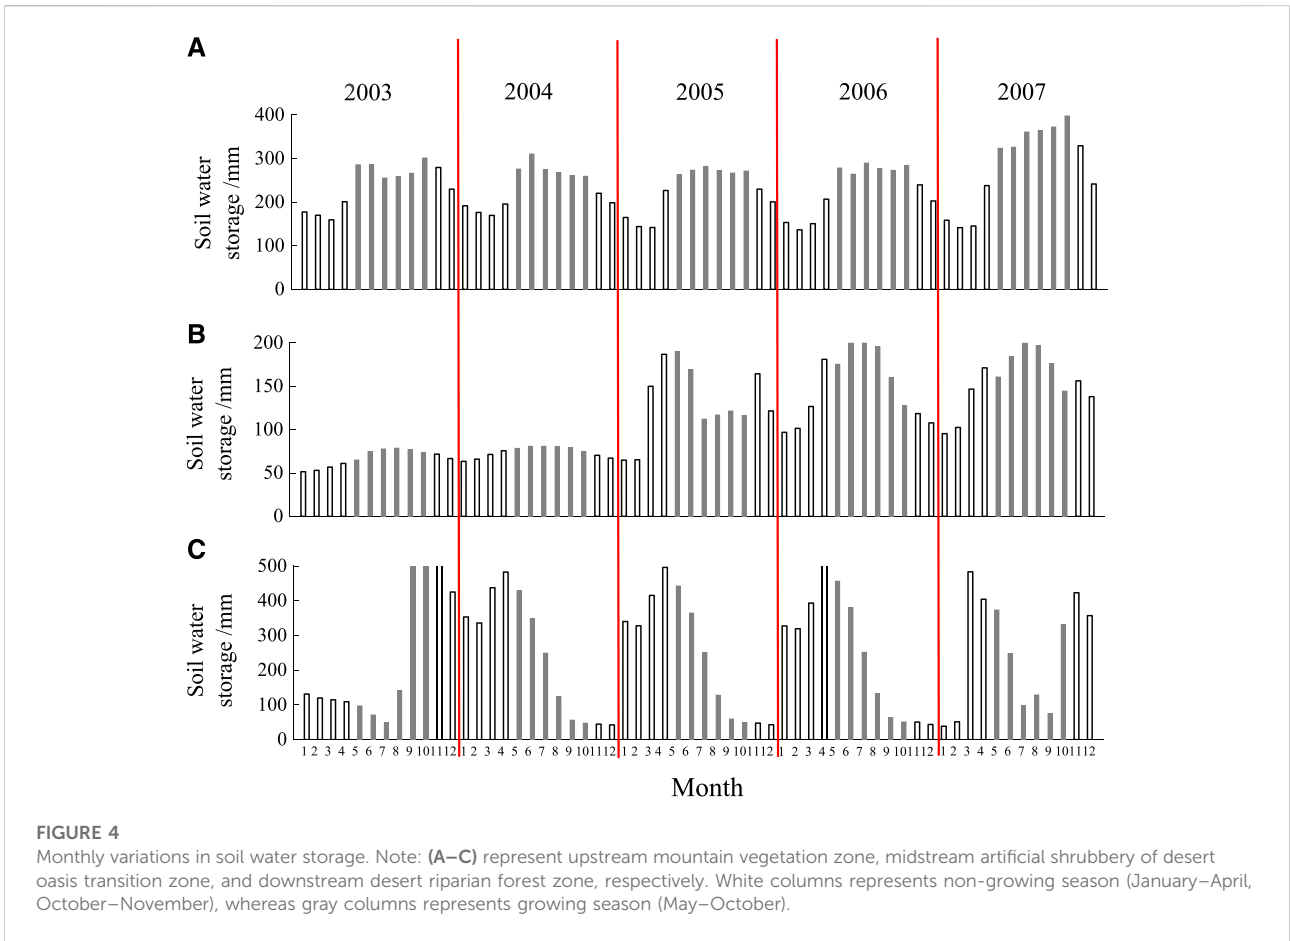 A
2003 2004 2005 2006 2007
Soil water
storage /mm
400
300
200
100
0
B
Soil water
storage /mm
200
150
100
50
0
C
Soil water
storage /mm
500
400
300
200
100
0
1 2 3 4 5 6 7 8 9 10 11 12 1 2 3 4 5 6 7 8 9 10 11 12 1 2 3 4 5 6 7 8 9 10 11 12 1 2 3 4 5 6 7 8 9 10 11 12 1 2 3 4 5 6 7 8 9 10 11 12
Month
FIGURE 4
Monthly variations in soil water storage. Note: (A–C) represent upstream mountain vegetation zone, midstream artificial shrubbery of desert
oasis transition zone, and downstream desert riparian forest zone, respectively. White columns represents non-growing season (January–April,
October–November), whereas gray columns represents growing season (May–October).